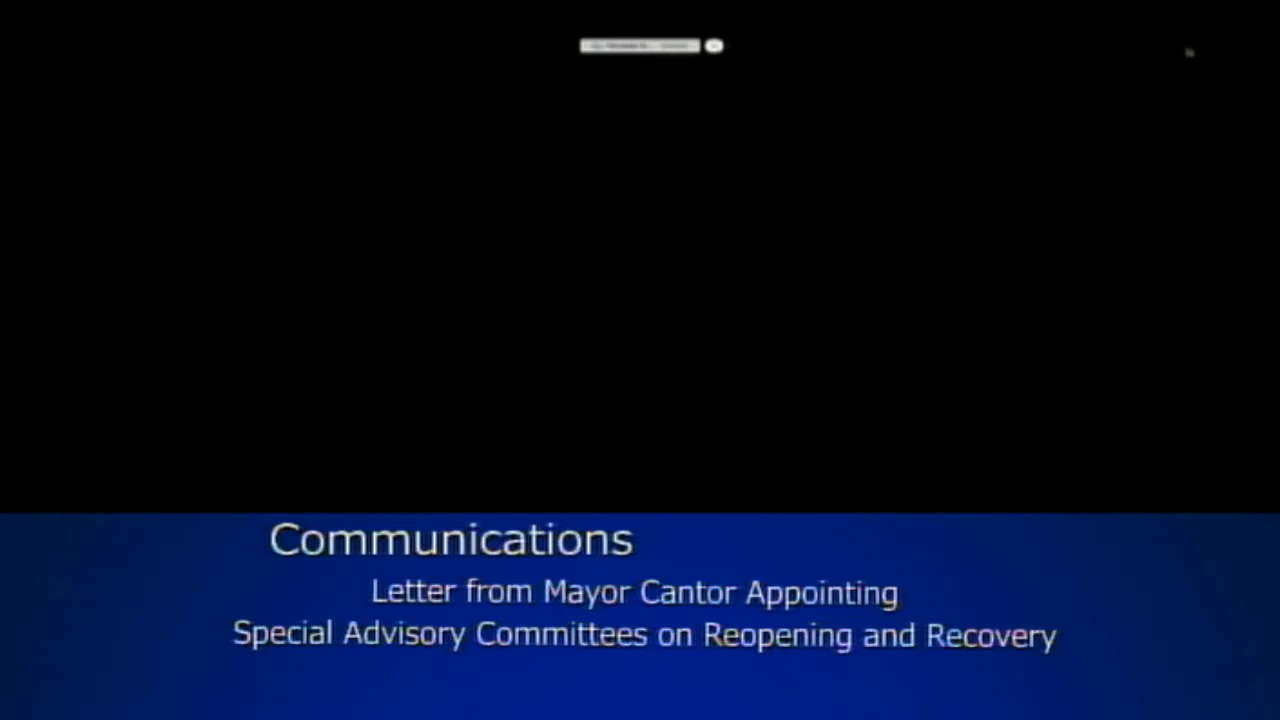 Communications
Letter from Mayor Cantor Appointing
Special Advisory Committees on Reopening and Recovery